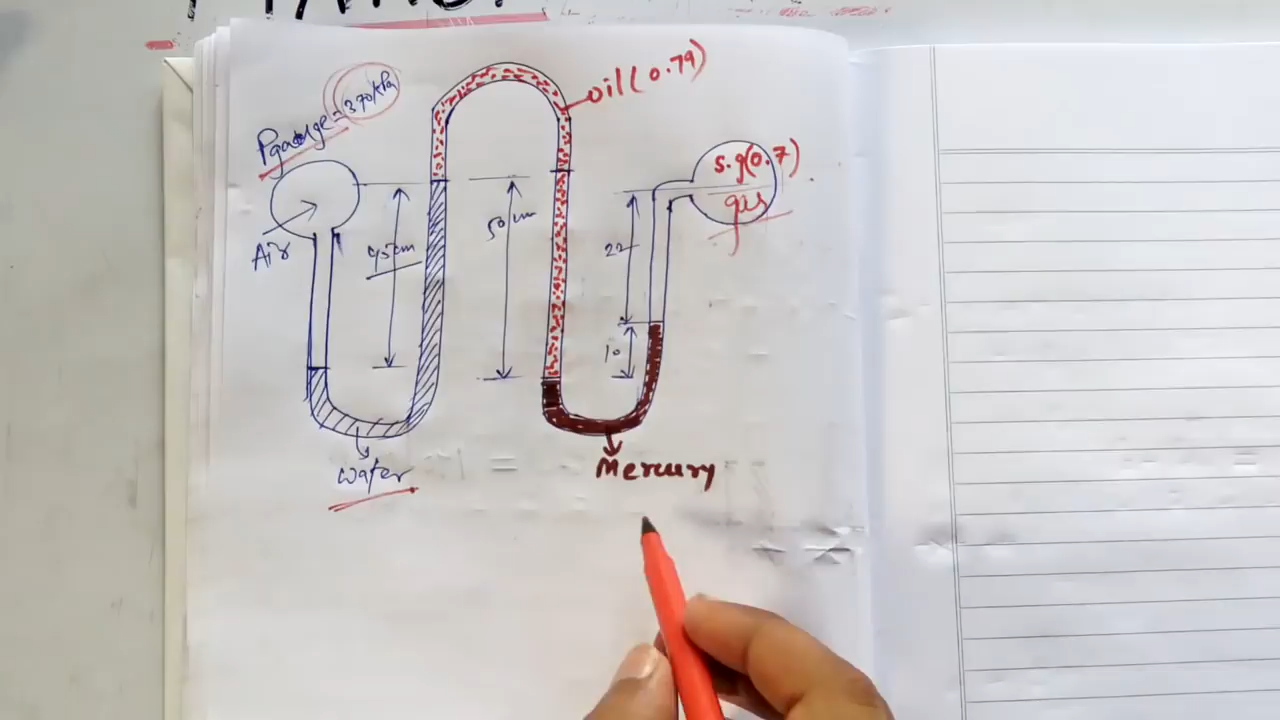 Pgauge = 370kPa
Oil (0.79)
S.g(0.7)
gas
Air
45cm
50cm
22
10
Water
Mercury